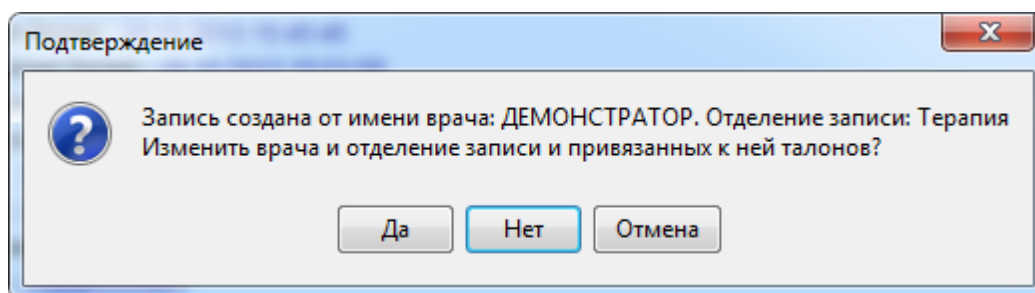 Подтверждение
Запись создана от имени врача: ДЕМОНСТРАТОР. Отделение записи: Терапия
Изменить врача и отделение записи и привязанных к ней талонов?
Да
Нет
Отмена